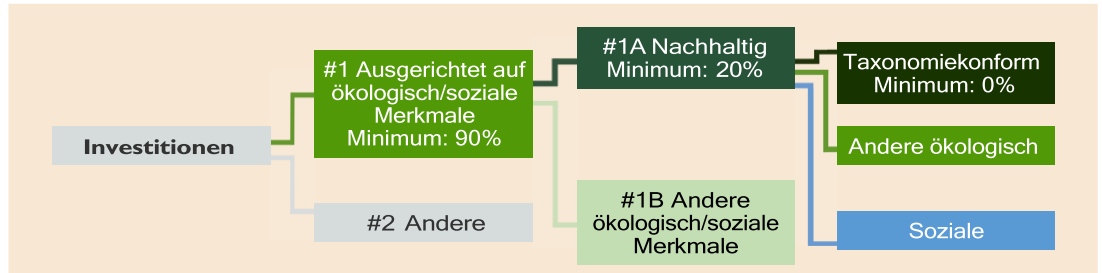 Investitionen
#1 Ausgerichtet auf
ökologisch/soziale
Merkmale
Minimum: 90%
#2 Andere
#1A Nachhaltig
Minimum: 20%
#1B Andere
ökologisch/soziale
Merkmale
Taxonomiekonform
Minimum: 0%
Andere ökologisch
Soziale